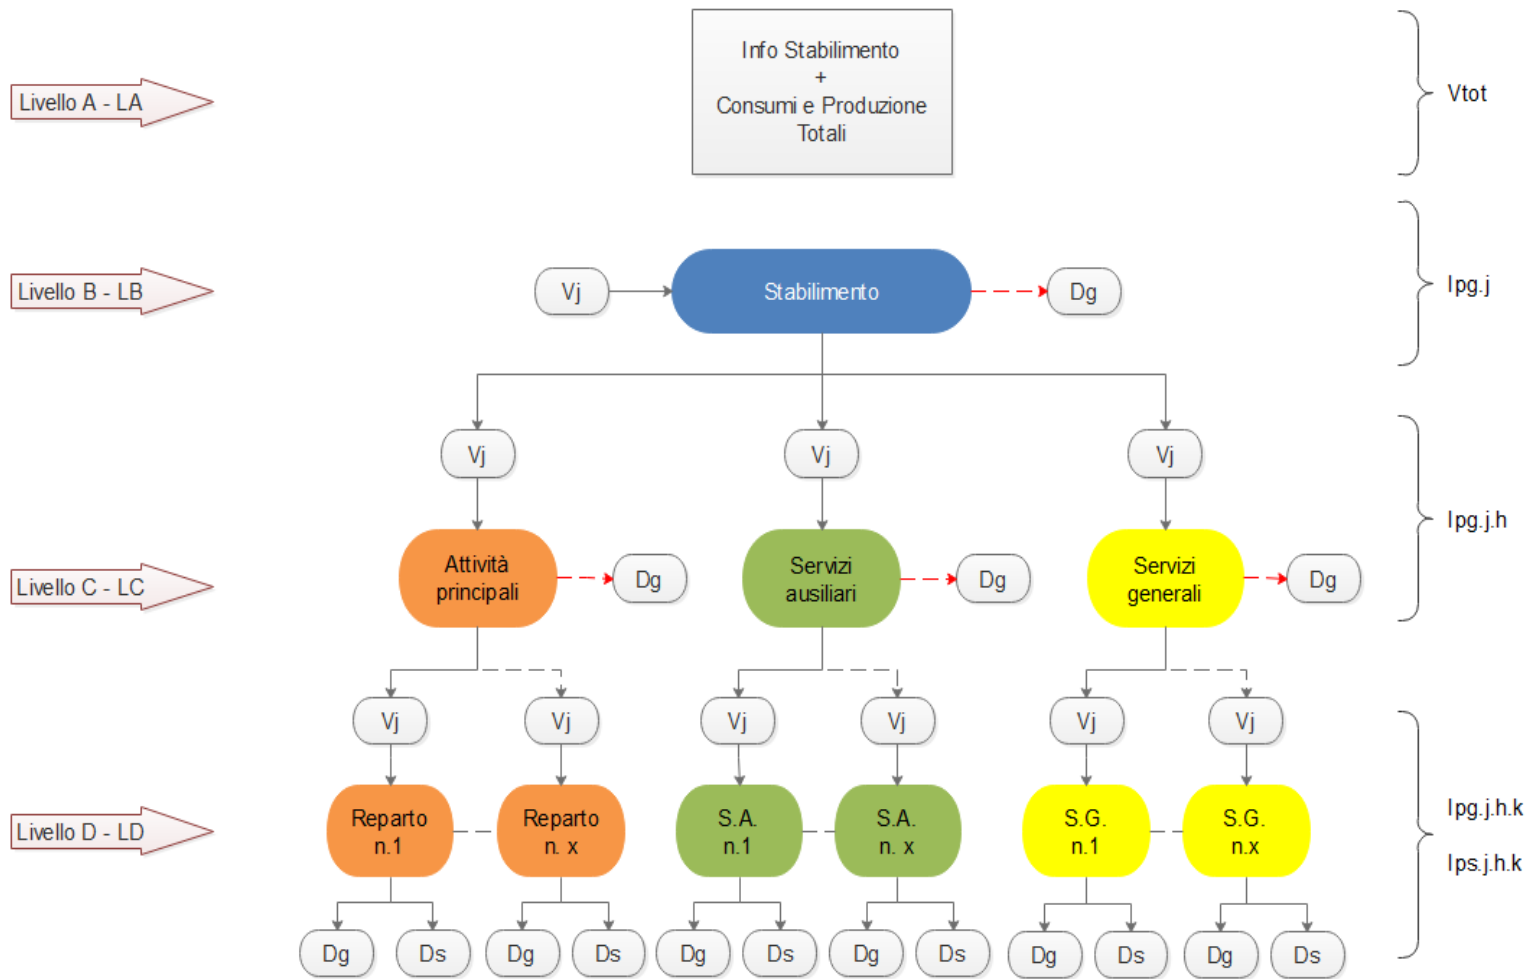 Info Stabilimento
+
Consumi e Produzione
Totali
Livello A - LA
Vtot
Livello B - LB
Vj
Stabilimento
Dg
Ipg.j
Vj
Vj
Vj
Ipg.j.h
Livello C - LC
Attività
principali
Dg
Servizi
ausiliari
Dg
Servizi
generali
Dg
Vj
Vj
Vj
Vj
Vj
Vj
Livello D - LD
Reparto
n.1
Reparto
n. x
S.A.
n.1
S.A.
n. x
S.G.
n.1
S.G.
n.x
Ipg.j.h.k
Ips.j.h.k
Dg
Ds
Dg
Ds
Dg
Ds
Dg
Ds
Dg
Ds
Dg
Ds